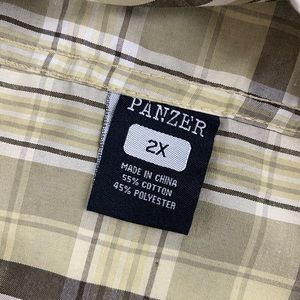 PANZER
2X
MADE IN CHINA
55% COTTON
45% POLYESTER